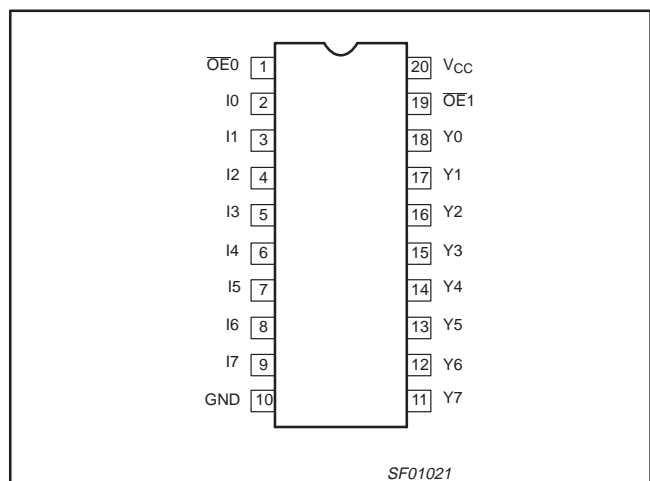 O̅E̅0 1 20 VCC
I0 2 19 O̅E̅1
I1 3 18 Y0
I2 4 17 Y1
I3 5 16 Y2
I4 6 15 Y3
I5 7 14 Y4
I6 8 13 Y5
I7 9 12 Y6
GND 10 11 Y7
SF01021